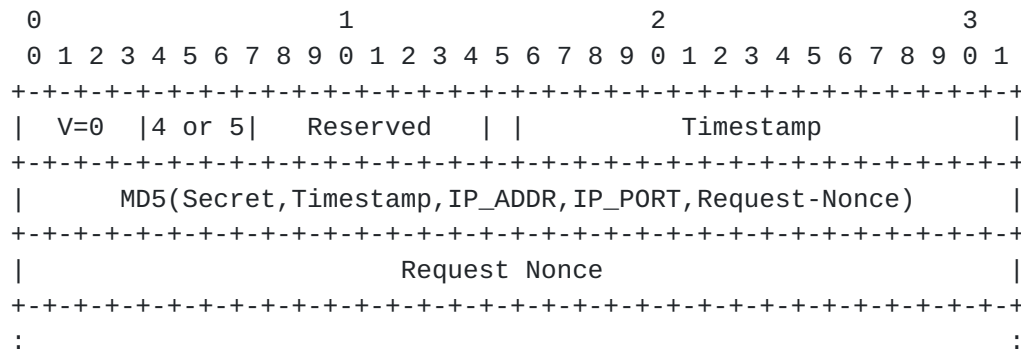 0                   1                   2                   3
 0 1 2 3 4 5 6 7 8 9 0 1 2 3 4 5 6 7 8 9 0 1 2 3 4 5 6 7 8 9 0 1
+-+-+-+-+-+-+-+-+-+-+-+-+-+-+-+-+-+-+-+-+-+-+-+-+-+-+-+-+-+-+-+-+
|  V=0  |4 or 5|   Reserved   | |          Timestamp            |
+-+-+-+-+-+-+-+-+-+-+-+-+-+-+-+-+-+-+-+-+-+-+-+-+-+-+-+-+-+-+-+-+
|      MD5(Secret,Timestamp,IP_ADDR,IP_PORT,Request-Nonce)      |
+-+-+-+-+-+-+-+-+-+-+-+-+-+-+-+-+-+-+-+-+-+-+-+-+-+-+-+-+-+-+-+-+
|                        Request Nonce                          |
+-+-+-+-+-+-+-+-+-+-+-+-+-+-+-+-+-+-+-+-+-+-+-+-+-+-+-+-+-+-+-+-+
:                                                               :